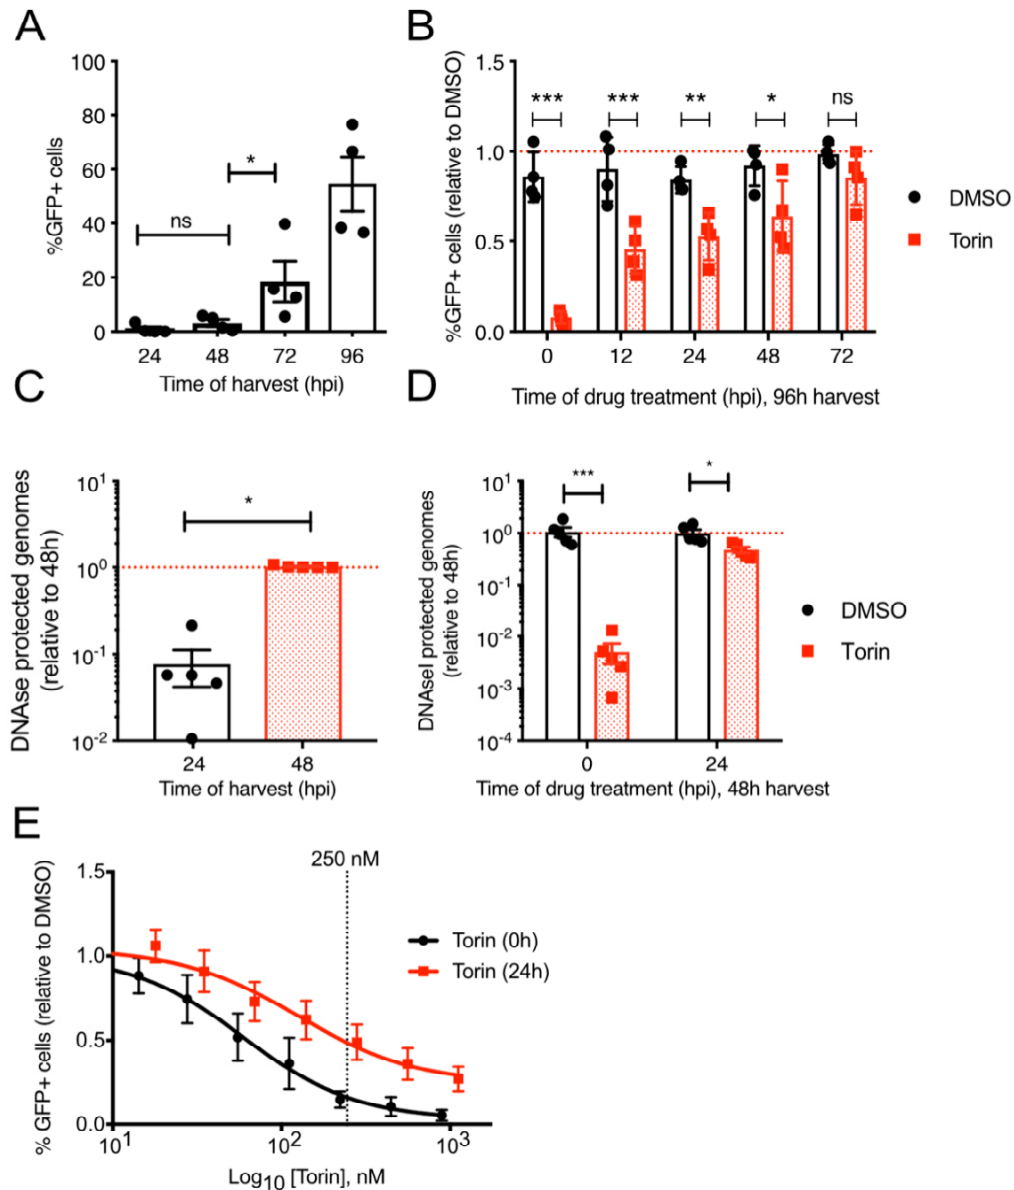 A
%GFP+ cells
100
80
60
40
20
0
ns
*
24 48 72 96
Time of harvest (hpi)
B
%GFP+ cells (relative to DMSO)
1.5
1.0
0.5
0.0
*** *** ** * ns
0 12 24 48 72
Time of drug treatment (hpi), 96h harvest
DMSO
Torin
C
DNAse protected genomes
(relative to 48h)
10^1
10^0
10^-1
10^-2
*
24 48
Time of harvest (hpi)
D
DNAseI protected genomes
(relative to 48h)
10^1
10^0
10^-1
10^-2
10^-3
10^-4
*** *
0 24
Time of drug treatment (hpi), 48h harvest
DMSO
Torin
E
% GFP+ cells (relative to DMSO)
1.5
1.0
0.5
0.0
250 nM
Torin (0h)
Torin (24h)
10^1 10^2 10^3
Log10 [Torin], nM